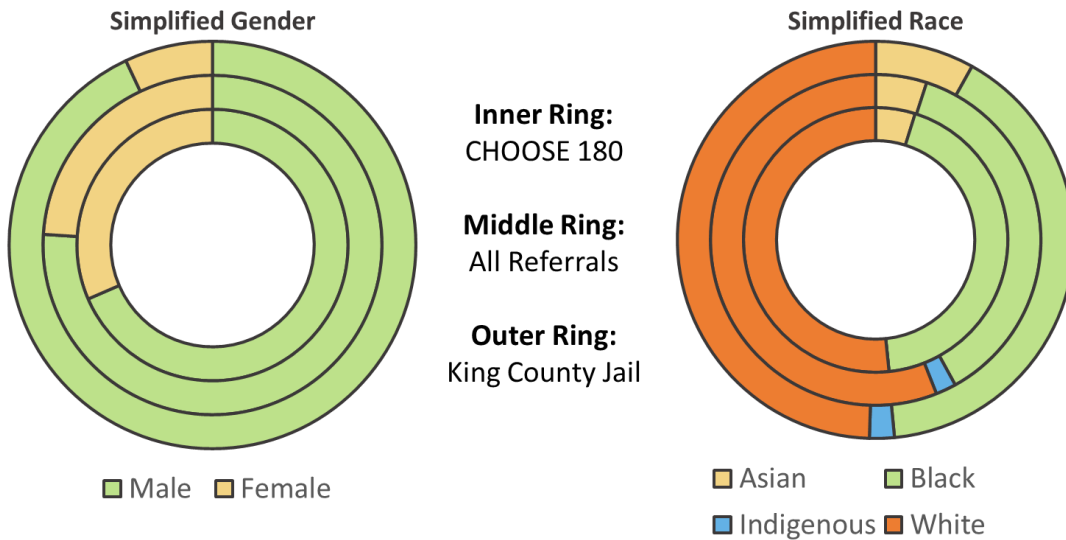 Simplified Gender
Simplified Race
Inner Ring:
CHOOSE 180
Middle Ring:
All Referrals
Outer Ring:
King County Jail
Male Female
Asian Black
Indigenous White